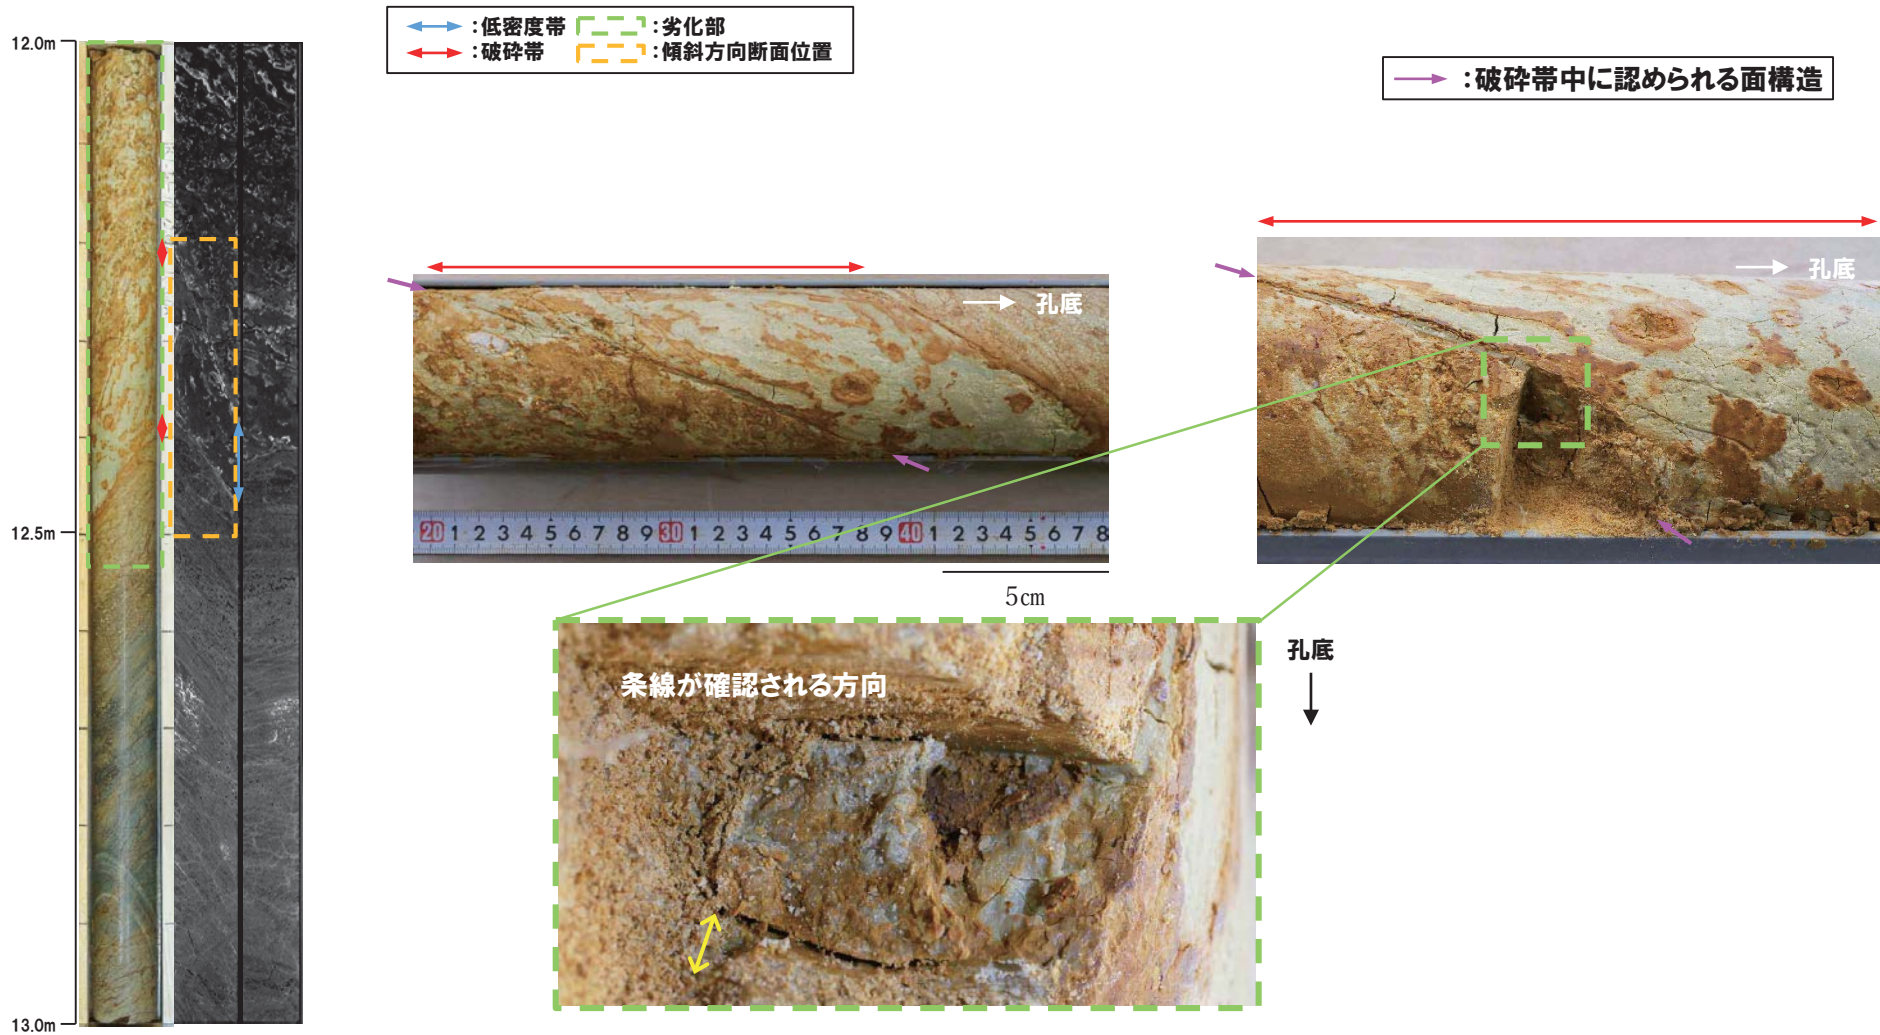 :低密度帯 :劣化部
:破砕帯 :傾斜方向断面位置
:破砕帯中に認められる面構造
12.0m
12.5m
13.0m
孔底
20 1 2 3 4 5 6 7 8 9 30 1 2 3 4 5 6 7 8 9 40 1 2 3 4 5 6 7 8
5cm
孔底
条線が確認される方向
孔底